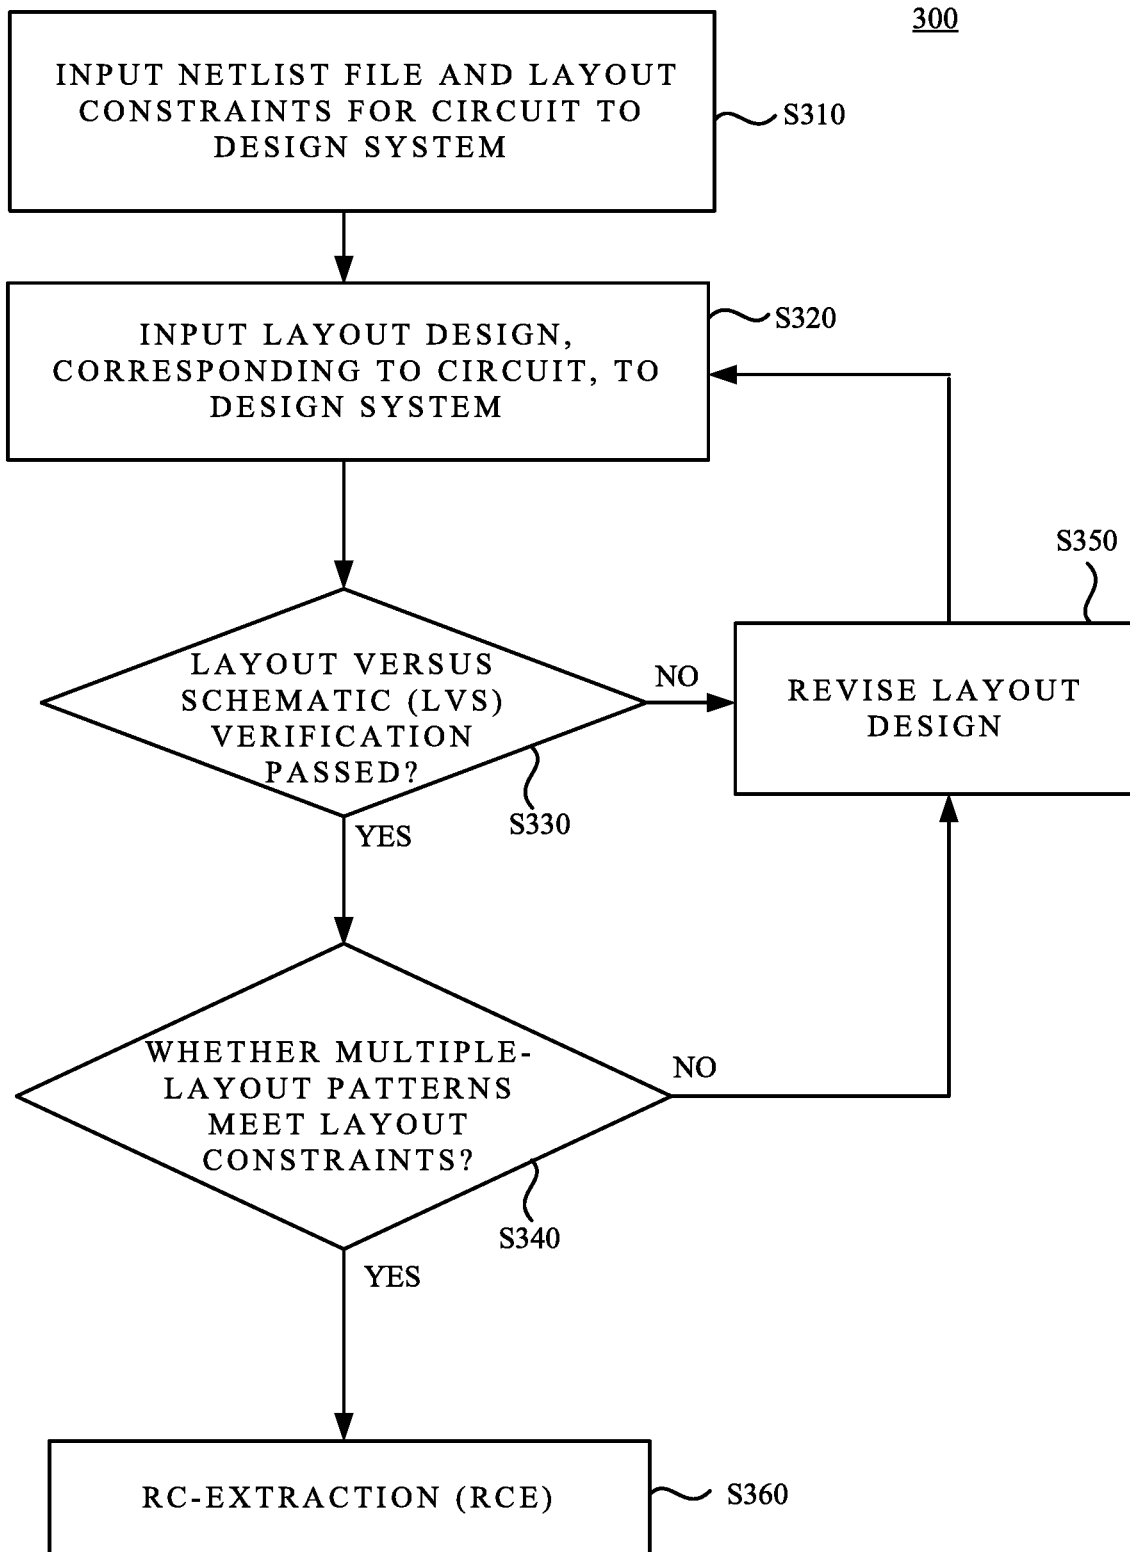 300
INPUT NETLIST FILE AND LAYOUT
CONSTRAINTS FOR CIRCUIT TO
DESIGN SYSTEM
S310
INPUT LAYOUT DESIGN,
CORRESPONDING TO CIRCUIT, TO
DESIGN SYSTEM
S320
S350
LAYOUT VERSUS
SCHEMATIC (LVS)
VERIFICATION
PASSED?
NO
REVISE LAYOUT
DESIGN
S330
YES
WHETHER MULTIPLE-
LAYOUT PATTERNS
MEET LAYOUT
CONSTRAINTS?
NO
S340
YES
RC-EXTRACTION (RCE)
S360